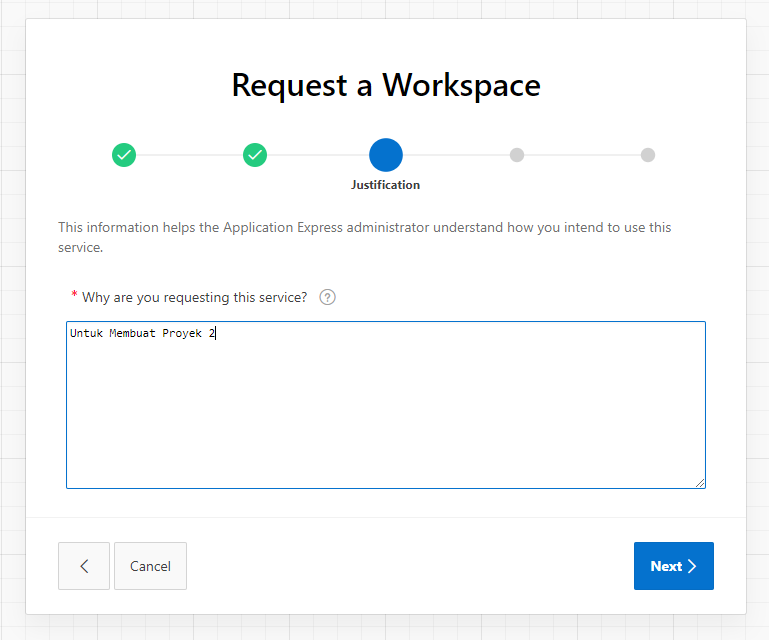 Request a Workspace
Justification
This information helps the Application Express administrator understand how you intend to use this
service.
* Why are you requesting this service? ?
Untuk Membuat Proyek 2
Cancel
Next